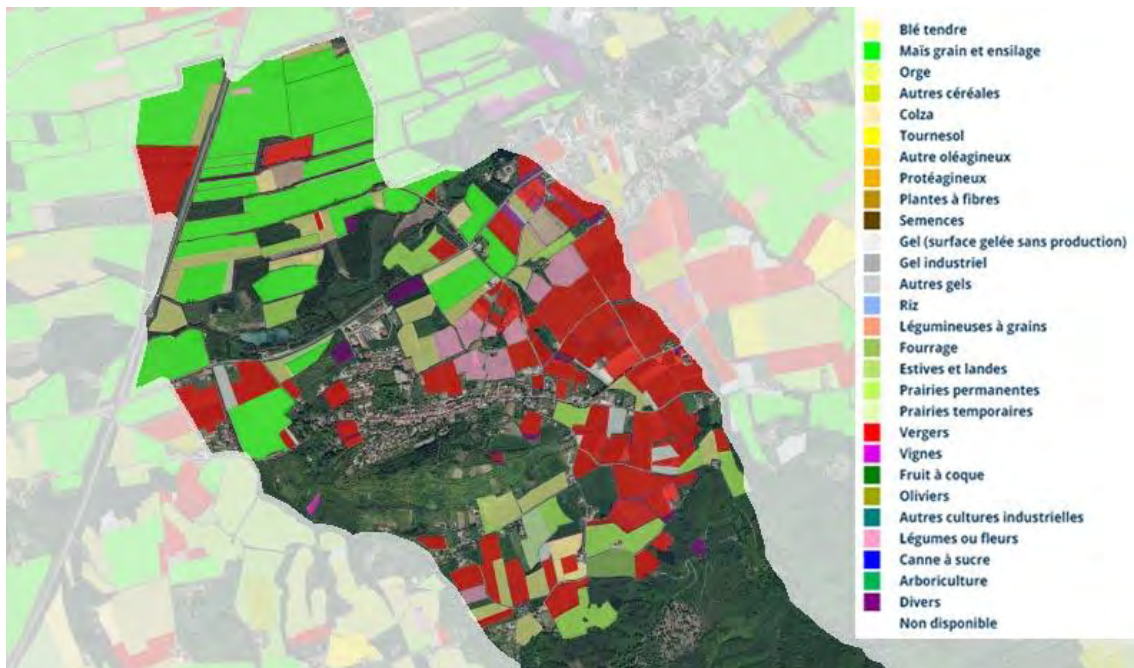 Blé tendre
Maïs grain et ensilage
Orge
Autres céréales
Colza
Tournesol
Autre oléagineux
Protéagineux
Plantes à fibres
Semences
Gel (surface gelée sans production)
Gel industriel
Autres gels
Riz
Légumineuses à grains
Fourrage
Estives et landes
Prairies permanentes
Prairies temporaires
Vergers
Vignes
Fruit à coque
Oliviers
Autres cultures industrielles
Légumes ou fleurs
Canne à sucre
Arboriculture
Divers
Non disponible